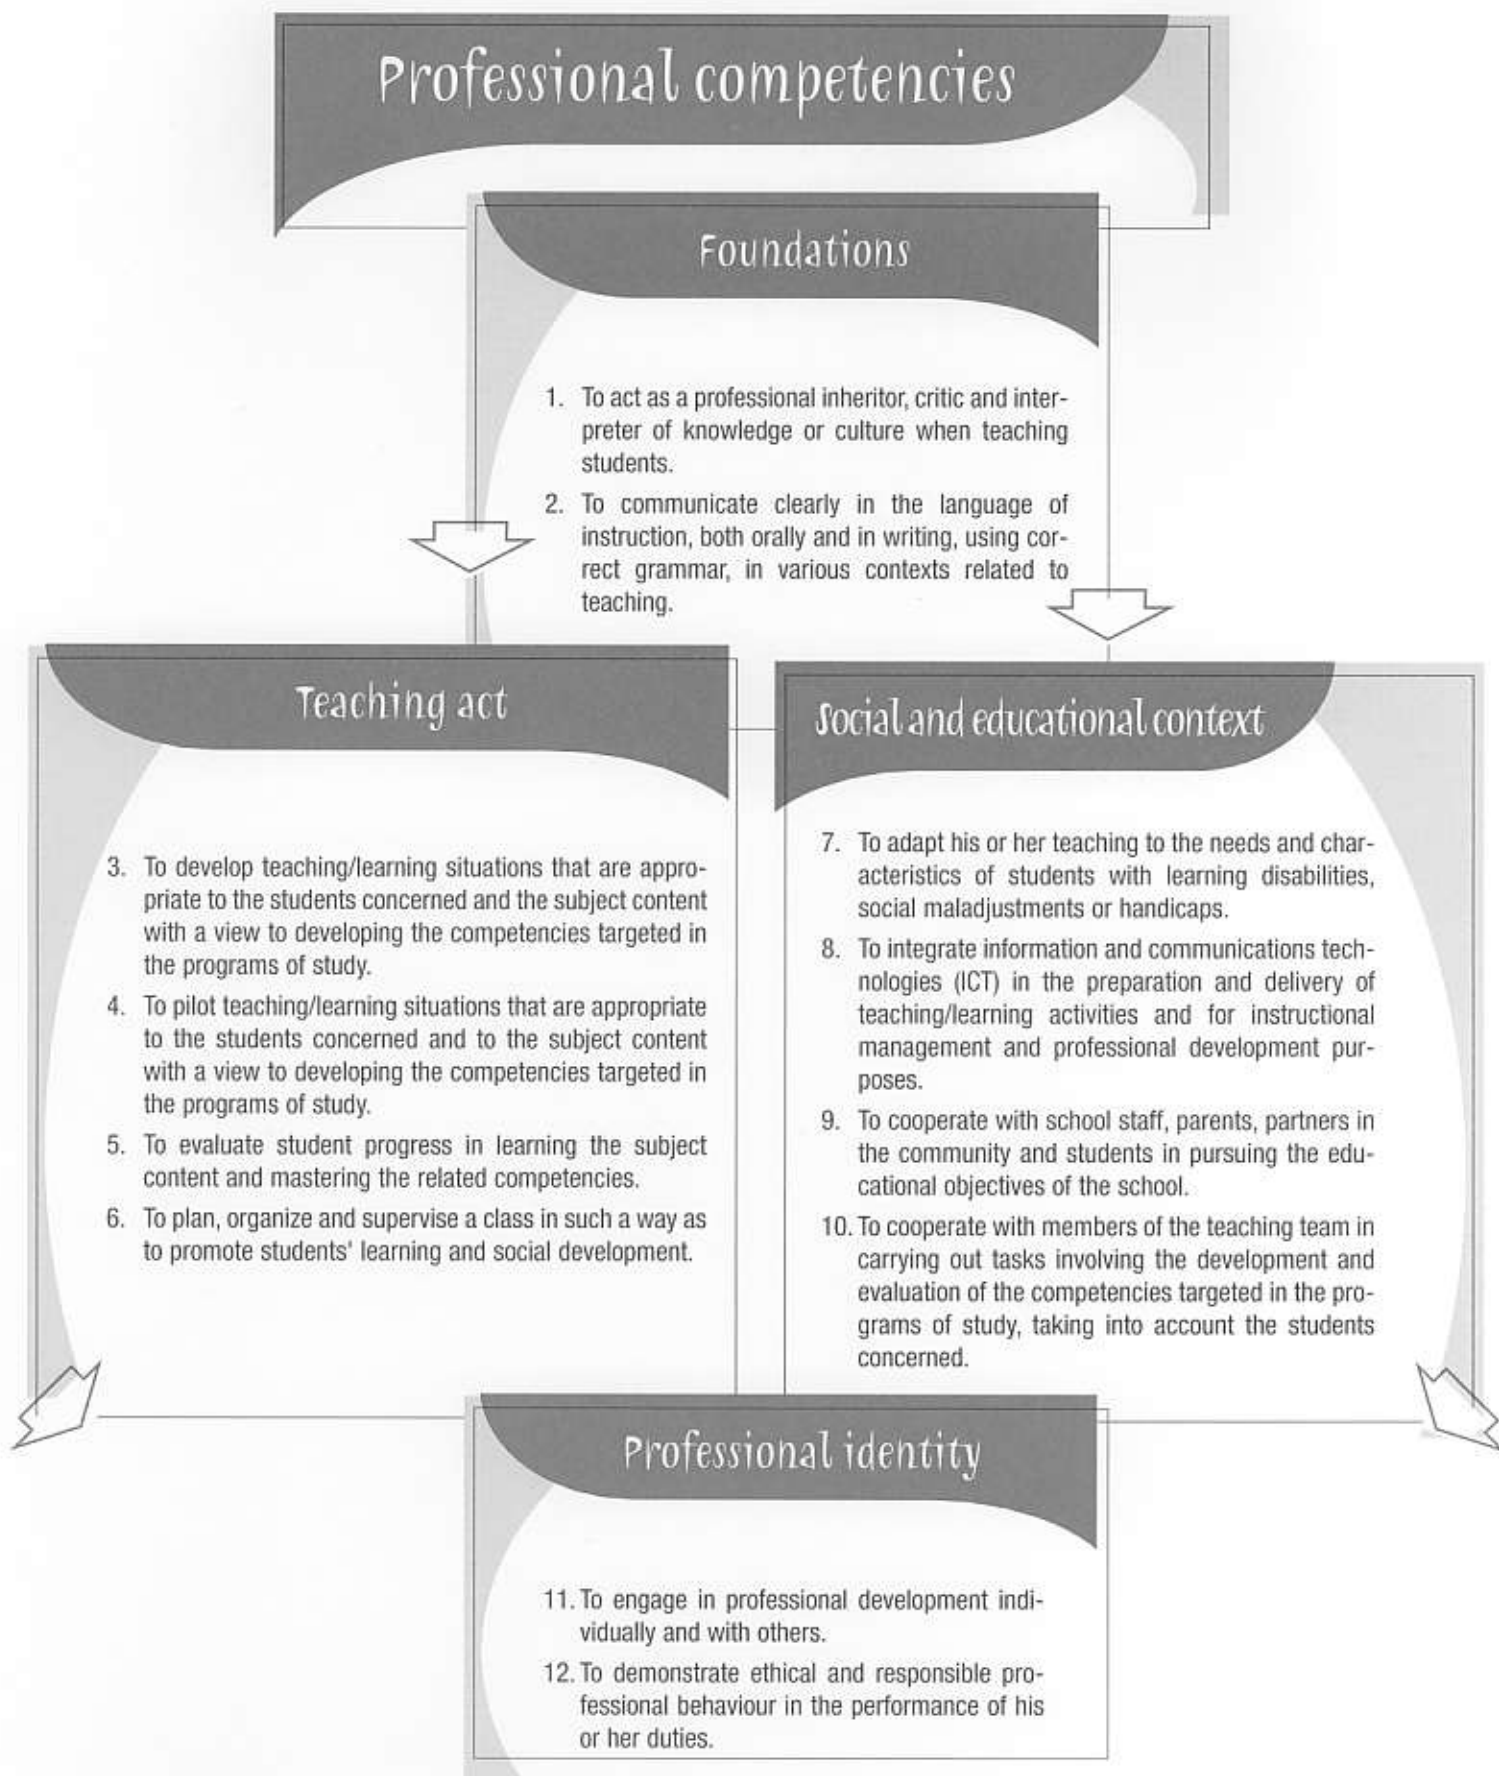 Professional competencies
Foundations
1. To act as a professional inheritor, critic and inter-
preter of knowledge or culture when teaching
students.
2. To communicate clearly in the language of
instruction, both orally and in writing, using cor-
rect grammar, in various contexts related to
teaching.
Teaching act
3. To develop teaching/learning situations that are appro-
priate to the students concerned and the subject content
with a view to developing the competencies targeted in
the programs of study.
4. To pilot teaching/learning situations that are appropriate
to the students concerned and to the subject content
with a view to developing the competencies targeted in
the programs of study.
5. To evaluate student progress in learning the subject
content and mastering the related competencies.
6. To plan, organize and supervise a class in such a way as
to promote students' learning and social development.
Social and educational context
7. To adapt his or her teaching to the needs and char-
acteristics of students with learning disabilities,
social maladjustments or handicaps.
8. To integrate information and communications tech-
nologies (ICT) in the preparation and delivery of
teaching/learning activities and for instructional
management and professional development pur-
poses.
9. To cooperate with school staff, parents, partners in
the community and students in pursuing the edu-
cational objectives of the school.
10. To cooperate with members of the teaching team in
carrying out tasks involving the development and
evaluation of the competencies targeted in the pro-
grams of study, taking into account the students
concerned.
Professional identity
11. To engage in professional development indi-
vidually and with others.
12. To demonstrate ethical and responsible pro-
fessional behaviour in the performance of his
or her duties.